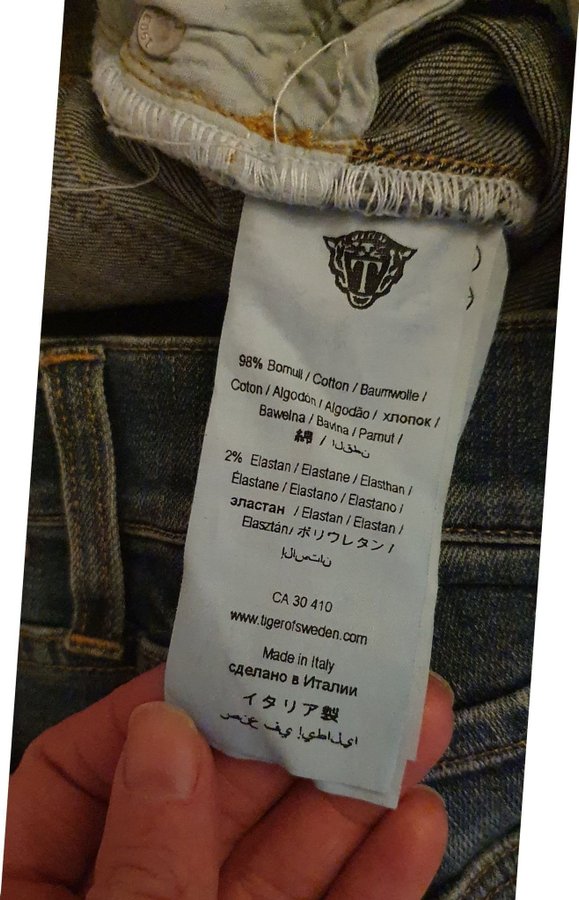 T
98% Bomull / Cotton / Baumwolle /
Coton / Algodón / Algodão / хлопок /
Bawełna / Bavlna / Pamut /
綿 / القطن
2% Elastan / Elastane / Elasthan /
Élastane / Elastano / Elastano /
эластан / Elastan / Elastan /
Elasztán / ポリウレタン /
الاستان
CA 30 410
www.tigerofsweden.com
Made in Italy
сделано в Италии
イタリア製
صنع في إيطاليا